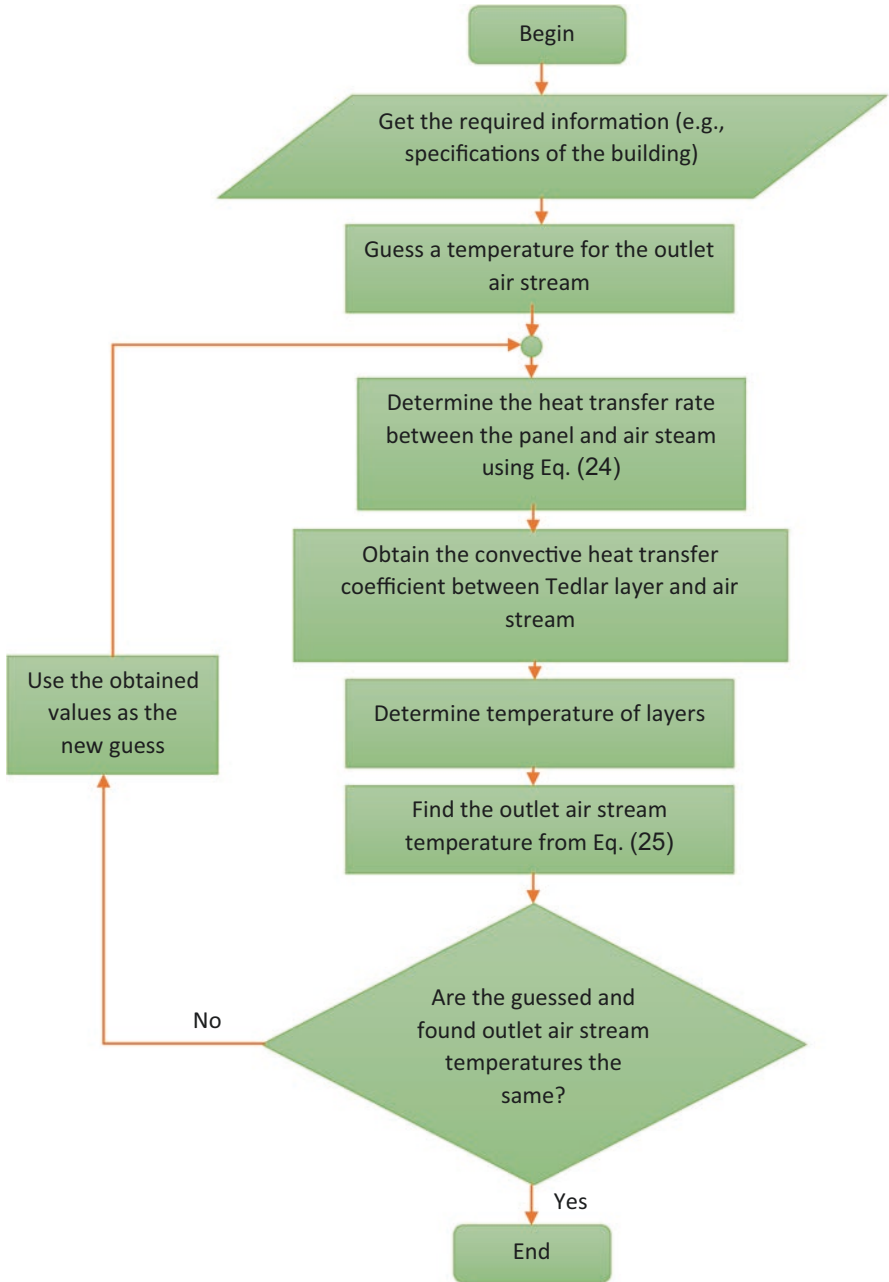 Begin
Get the required information (e.g.,
specifications of the building)
Guess a temperature for the outlet
air stream
Determine the heat transfer rate
between the panel and air steam
using Eq. (24)
Obtain the convective heat transfer
coefficient between Tedlar layer and air
stream
Use the obtained
values as the
new guess
Determine temperature of layers
Find the outlet air stream
temperature from Eq. (25)
Are the guessed and
found outlet air stream
temperatures the
same?
No
Yes
End